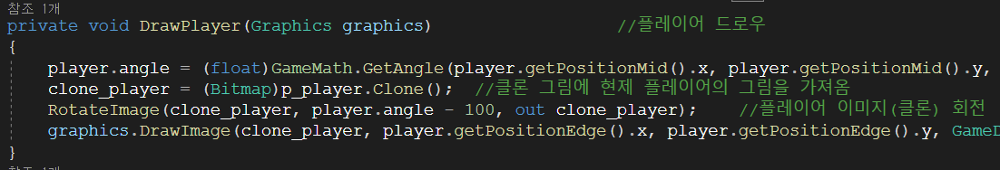 참조 1개
private void DrawPlayer(Graphics graphics) //플레이어 드로우
{
player.angle = (float)GameMath.GetAngle(player.getPositionMid().x, player.getPositionMid().y,
clone_player = (Bitmap)p_player.Clone(); //클론 그림에 현제 플레이어의 그림을 가져옴
RotateImage(clone_player, player.angle - 100, out clone_player); //플레이어 이미지(클론) 회전
graphics.DrawImage(clone_player, player.getPositionEdge().x, player.getPositionEdge().y, GameD
}
참조 1개